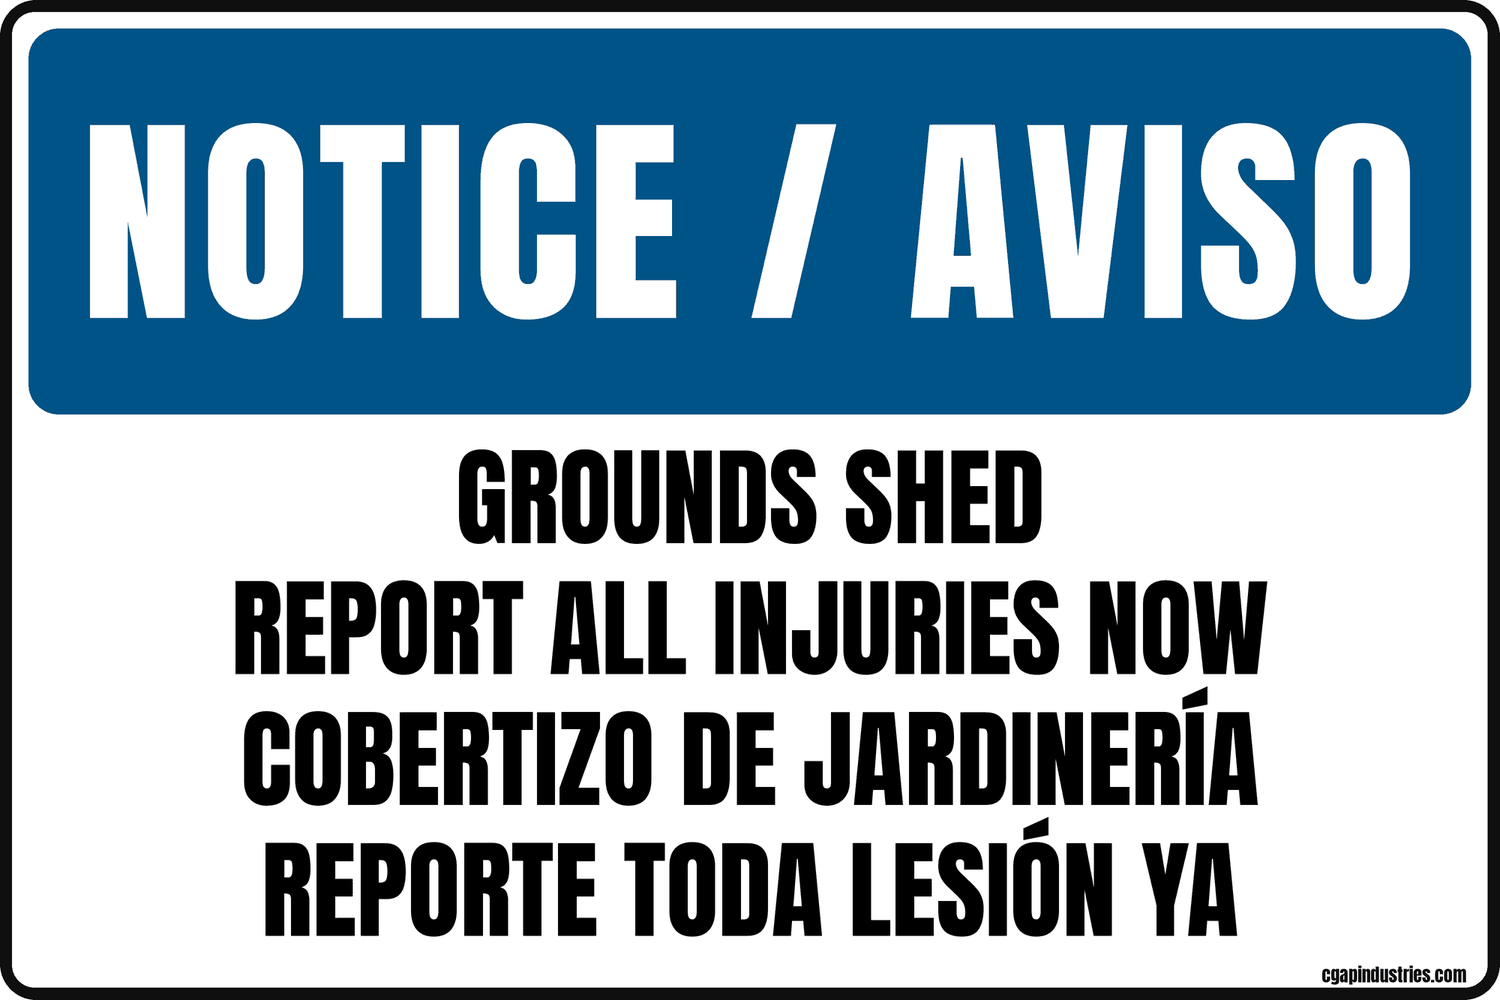 NOTICE / AVISO
GROUNDS SHED
REPORT ALL INJURIES NOW
COBERTIZO DE JARDINERÍA
REPORTE TODA LESIÓN YA
cgapindustries.com